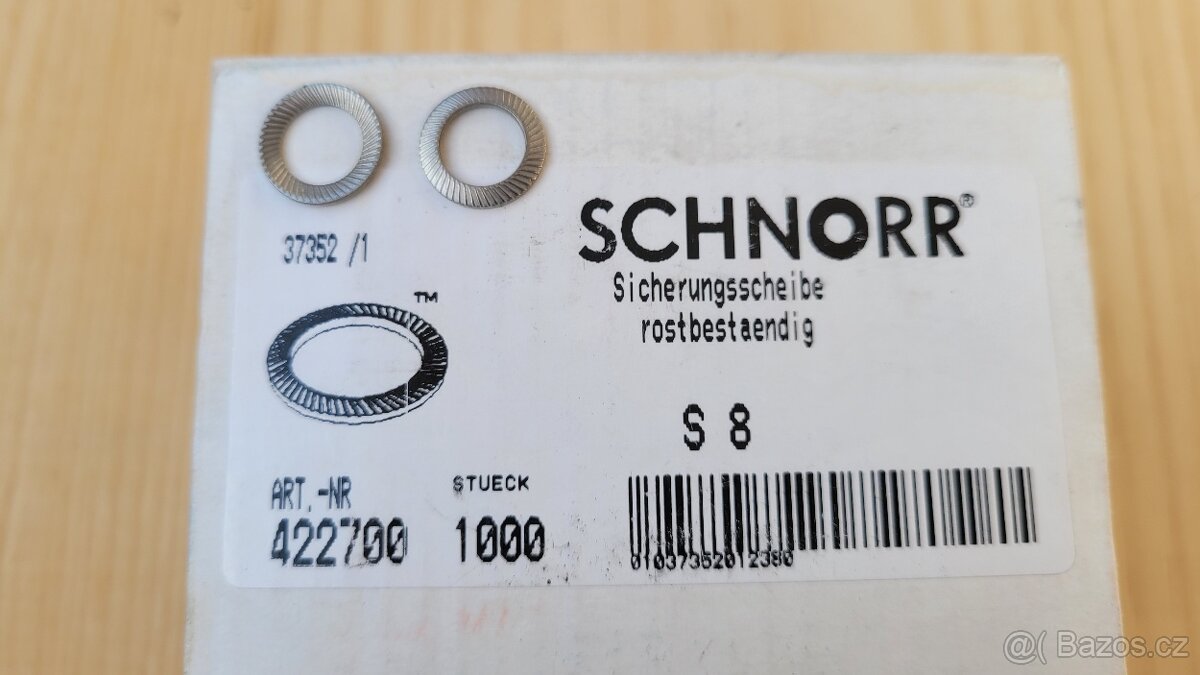 SCHNORR®
37352 /1
Sicherungsscheibe
rostbestaendig
TM
S 8
ART.-NR
STUECK
422700
1000
01037352012380
@( Bazos.cz